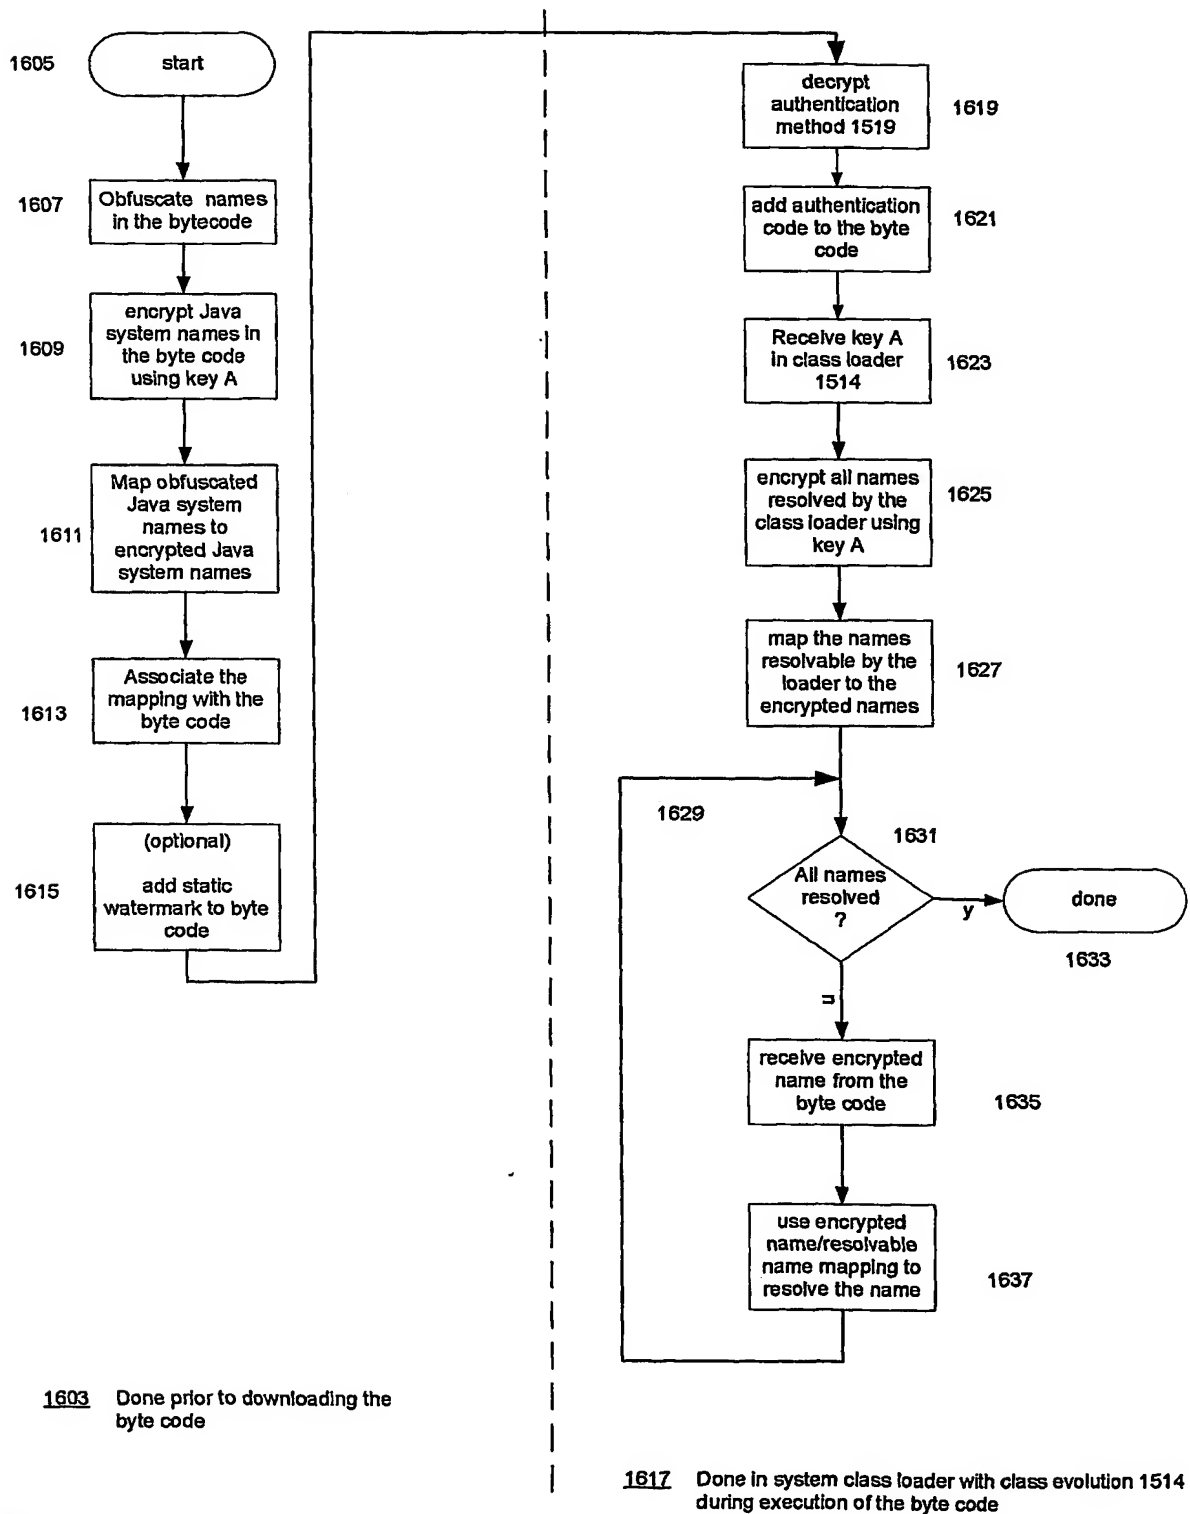 1605
start
1607
Obfuscate names
in the bytecode
1609
encrypt Java
system names in
the byte code
using key A
1611
Map obfuscated
Java system
names to
encrypted Java
system names
1613
Associate the
mapping with the
byte code
1615
(optional)
add static
watermark to byte
code
1603 Done prior to downloading the
byte code
decrypt
authentication
method 1519
1619
add authentication
code to the byte
code
1621
Receive key A
in class loader
1514
1623
encrypt all names
resolved by the
class loader using
key A
1625
map the names
resolvable by the
loader to the
encrypted names
1627
1629
1631
All names
resolved
?
y
done
1633
n
receive encrypted
name from the
byte code
1635
use encrypted
name/resolvable
name mapping to
resolve the name
1637
1617 Done in system class loader with class evolution 1514
during execution of the byte code